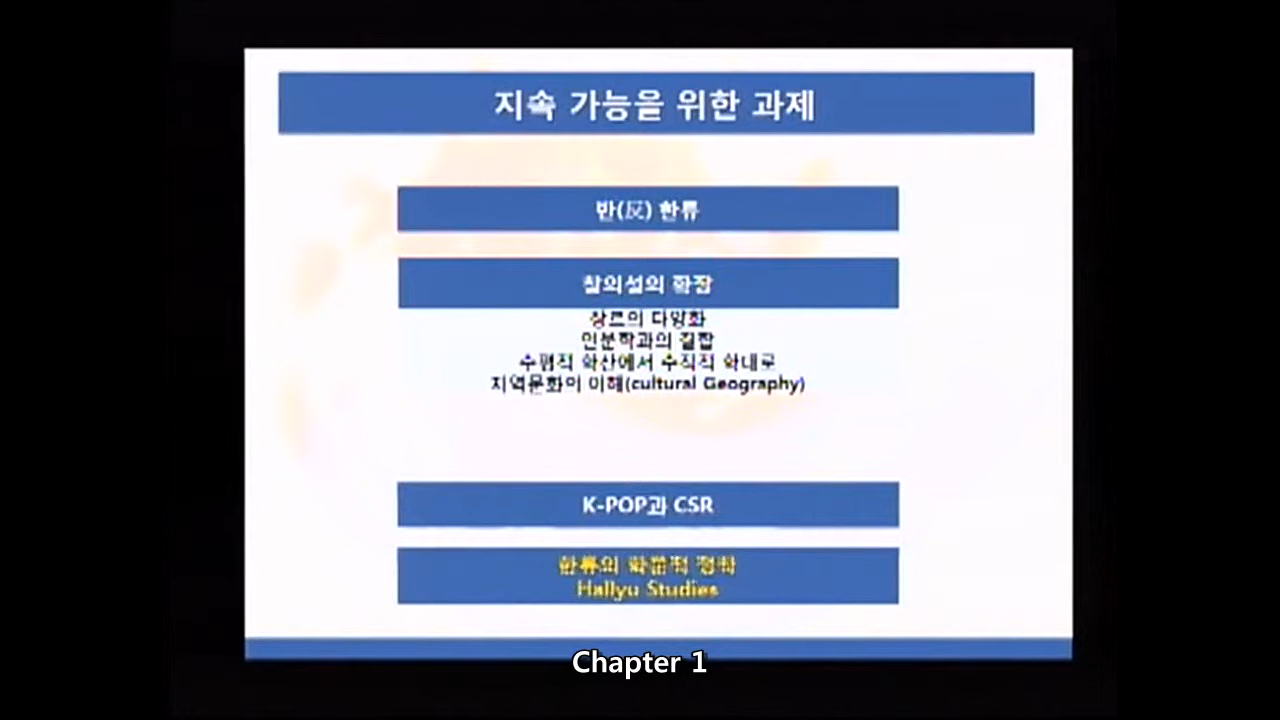 지속 가능을 위한 과제
반(反) 한류
창의성의 확장
장르의 다양화
인문학과의 결합
수평적 확산에서 수직적 확대로
지역문화의 이해(cultural Geography)
K-POP과 CSR
한류의 학문적 정착
Hallyu Studies
Chapter 1